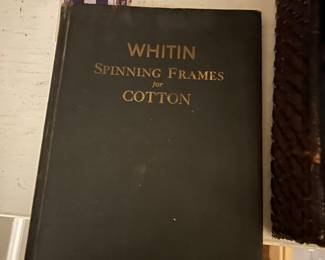 WHITIN
SPINNING FRAMES
for
COTTON